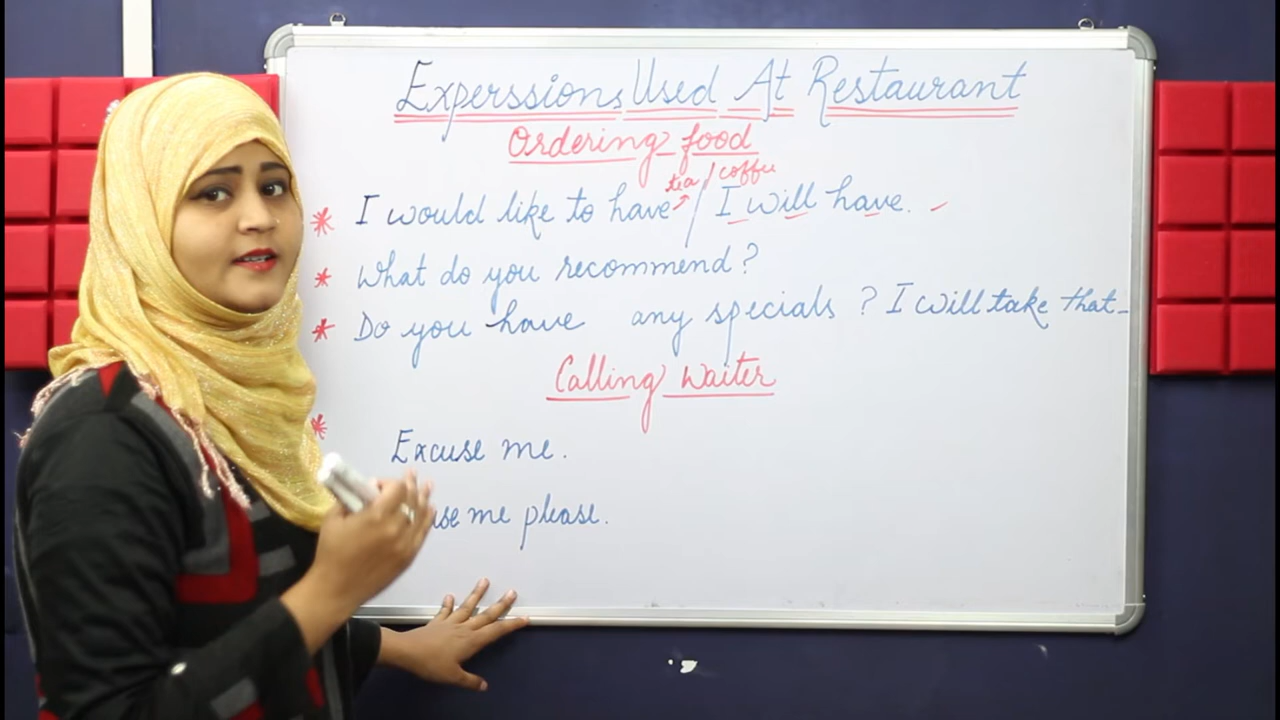 Experssions Used At Restaurant
Ordering food
tea / coffee
* I would like to have / I will have.
* What do you recommend?
* Do you have any specials? I will take that
Calling Waiter
* Excuse me.
me please.